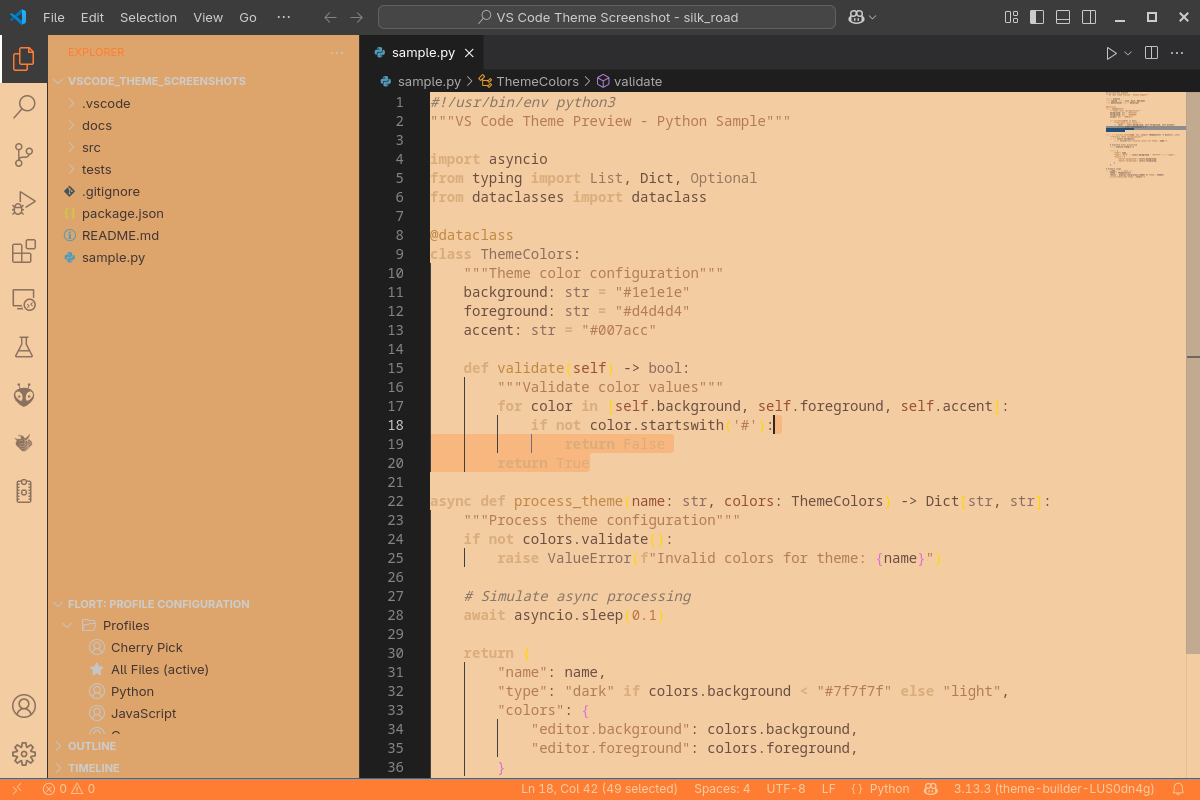 File Edit Selection View Go ···
VS Code Theme Screenshot - silk_road
EXPLORER
VSCODE_THEME_SCREENSHOTS
.vscode
docs
src
tests
.gitignore
package.json
README.md
sample.py
FLORT: PROFILE CONFIGURATION
Profiles
Cherry Pick
All Files (active)
Python
JavaScript
OUTLINE
TIMELINE
sample.py
sample.py > ThemeColors > validate
1 #!/usr/bin/env python3
2 """VS Code Theme Preview - Python Sample"""
3
4 import asyncio
5 from typing import List, Dict, Optional
6 from dataclasses import dataclass
7
8 @dataclass
9 class ThemeColors:
10 """Theme color configuration"""
11 background: str = "#1e1e1e"
12 foreground: str = "#d4d4d4"
13 accent: str = "#007acc"
14
15 def validate(self) -> bool:
16 """Validate color values"""
17 for color in [self.background, self.foreground, self.accent]:
18 if not color.startswith('#'):
19 return False
20 return True
21
22 async def process_theme(name: str, colors: ThemeColors) -> Dict[str, str]:
23 """Process theme configuration"""
24 if not colors.validate():
25 raise ValueError(f"Invalid colors for theme: {name}")
26
27 # Simulate async processing
28 await asyncio.sleep(0.1)
29
30 return {
31 "name": name,
32 "type": "dark" if colors.background < "#7f7f7f" else "light",
33 "colors": {
34 "editor.background": colors.background,
35 "editor.foreground": colors.foreground,
36 }
0 0 Ln 18, Col 42 (49 selected) Spaces: 4 UTF-8 LF {} Python 3.13.3 (theme-builder-LUS0dn4g)